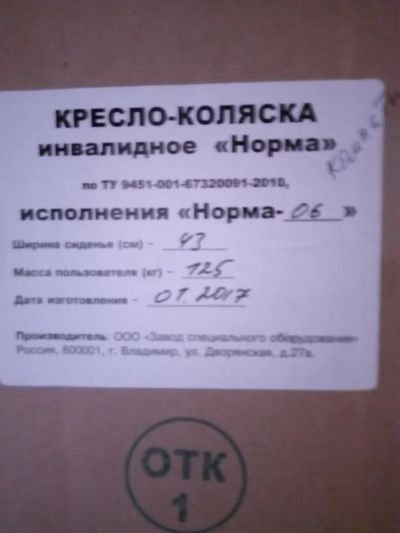 КРЕСЛО-КОЛЯСКА
инвалидное «Норма»
по ТУ 9451-001-67320091-2010,
исполнения «Норма-06»
Ширина сиденья (см) – 43
Масса пользователя (кг) – 125
Дата изготовления – 07.2017
Производитель: ООО «Завод специального оборудования»
Россия, 600001, г. Владимир, ул. Дворянская, д.27а.
ОТК
1